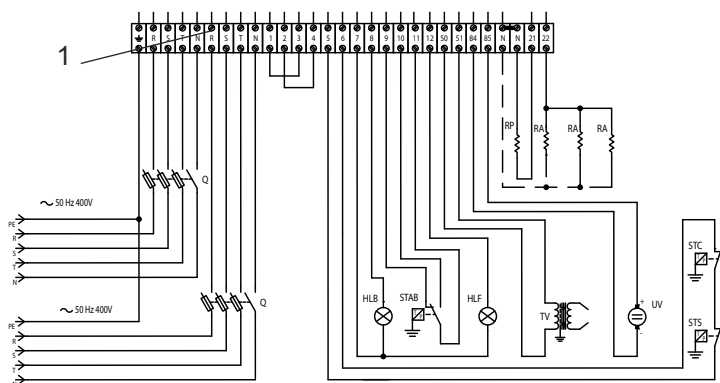 1
R S T N R S T N 1 2 3 4 5 6 7 8 9 10 11 12 50 51 84 85 N N 21 22
RP RA RA RA
Q
~ 50 Hz 400V
PE
R
S
T
N
STC
Q
~ 50 Hz 400V
HLB STAB HLF TV + UV -
PE
R
S
T
N
STS